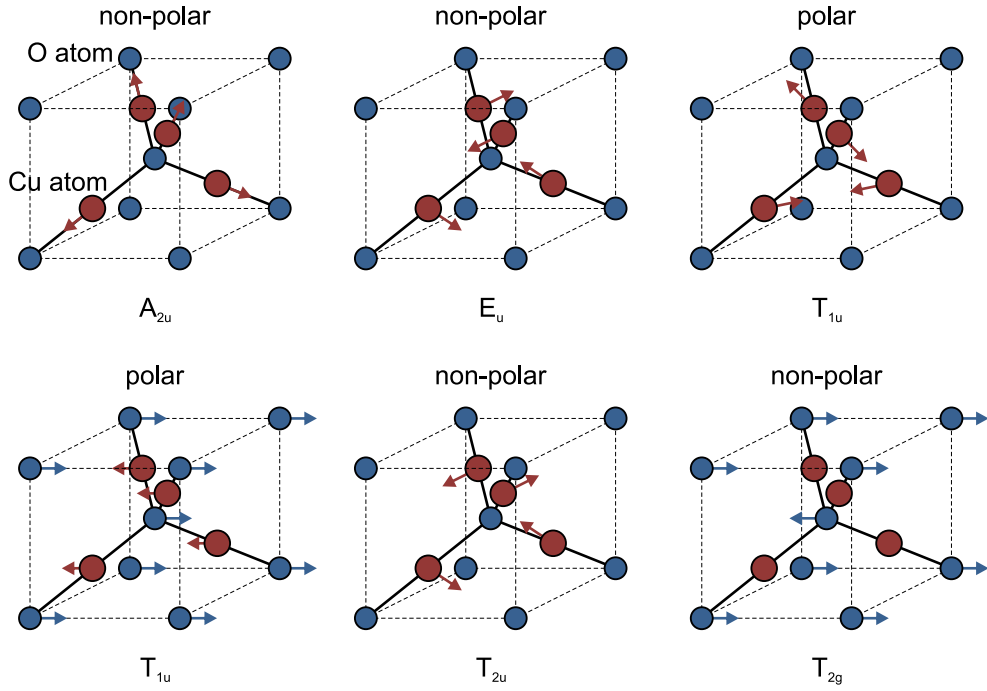 non-polar
non-polar
polar
O atom
Cu atom
A2u
Eu
T1u
polar
non-polar
non-polar
T1u
T2u
T2g